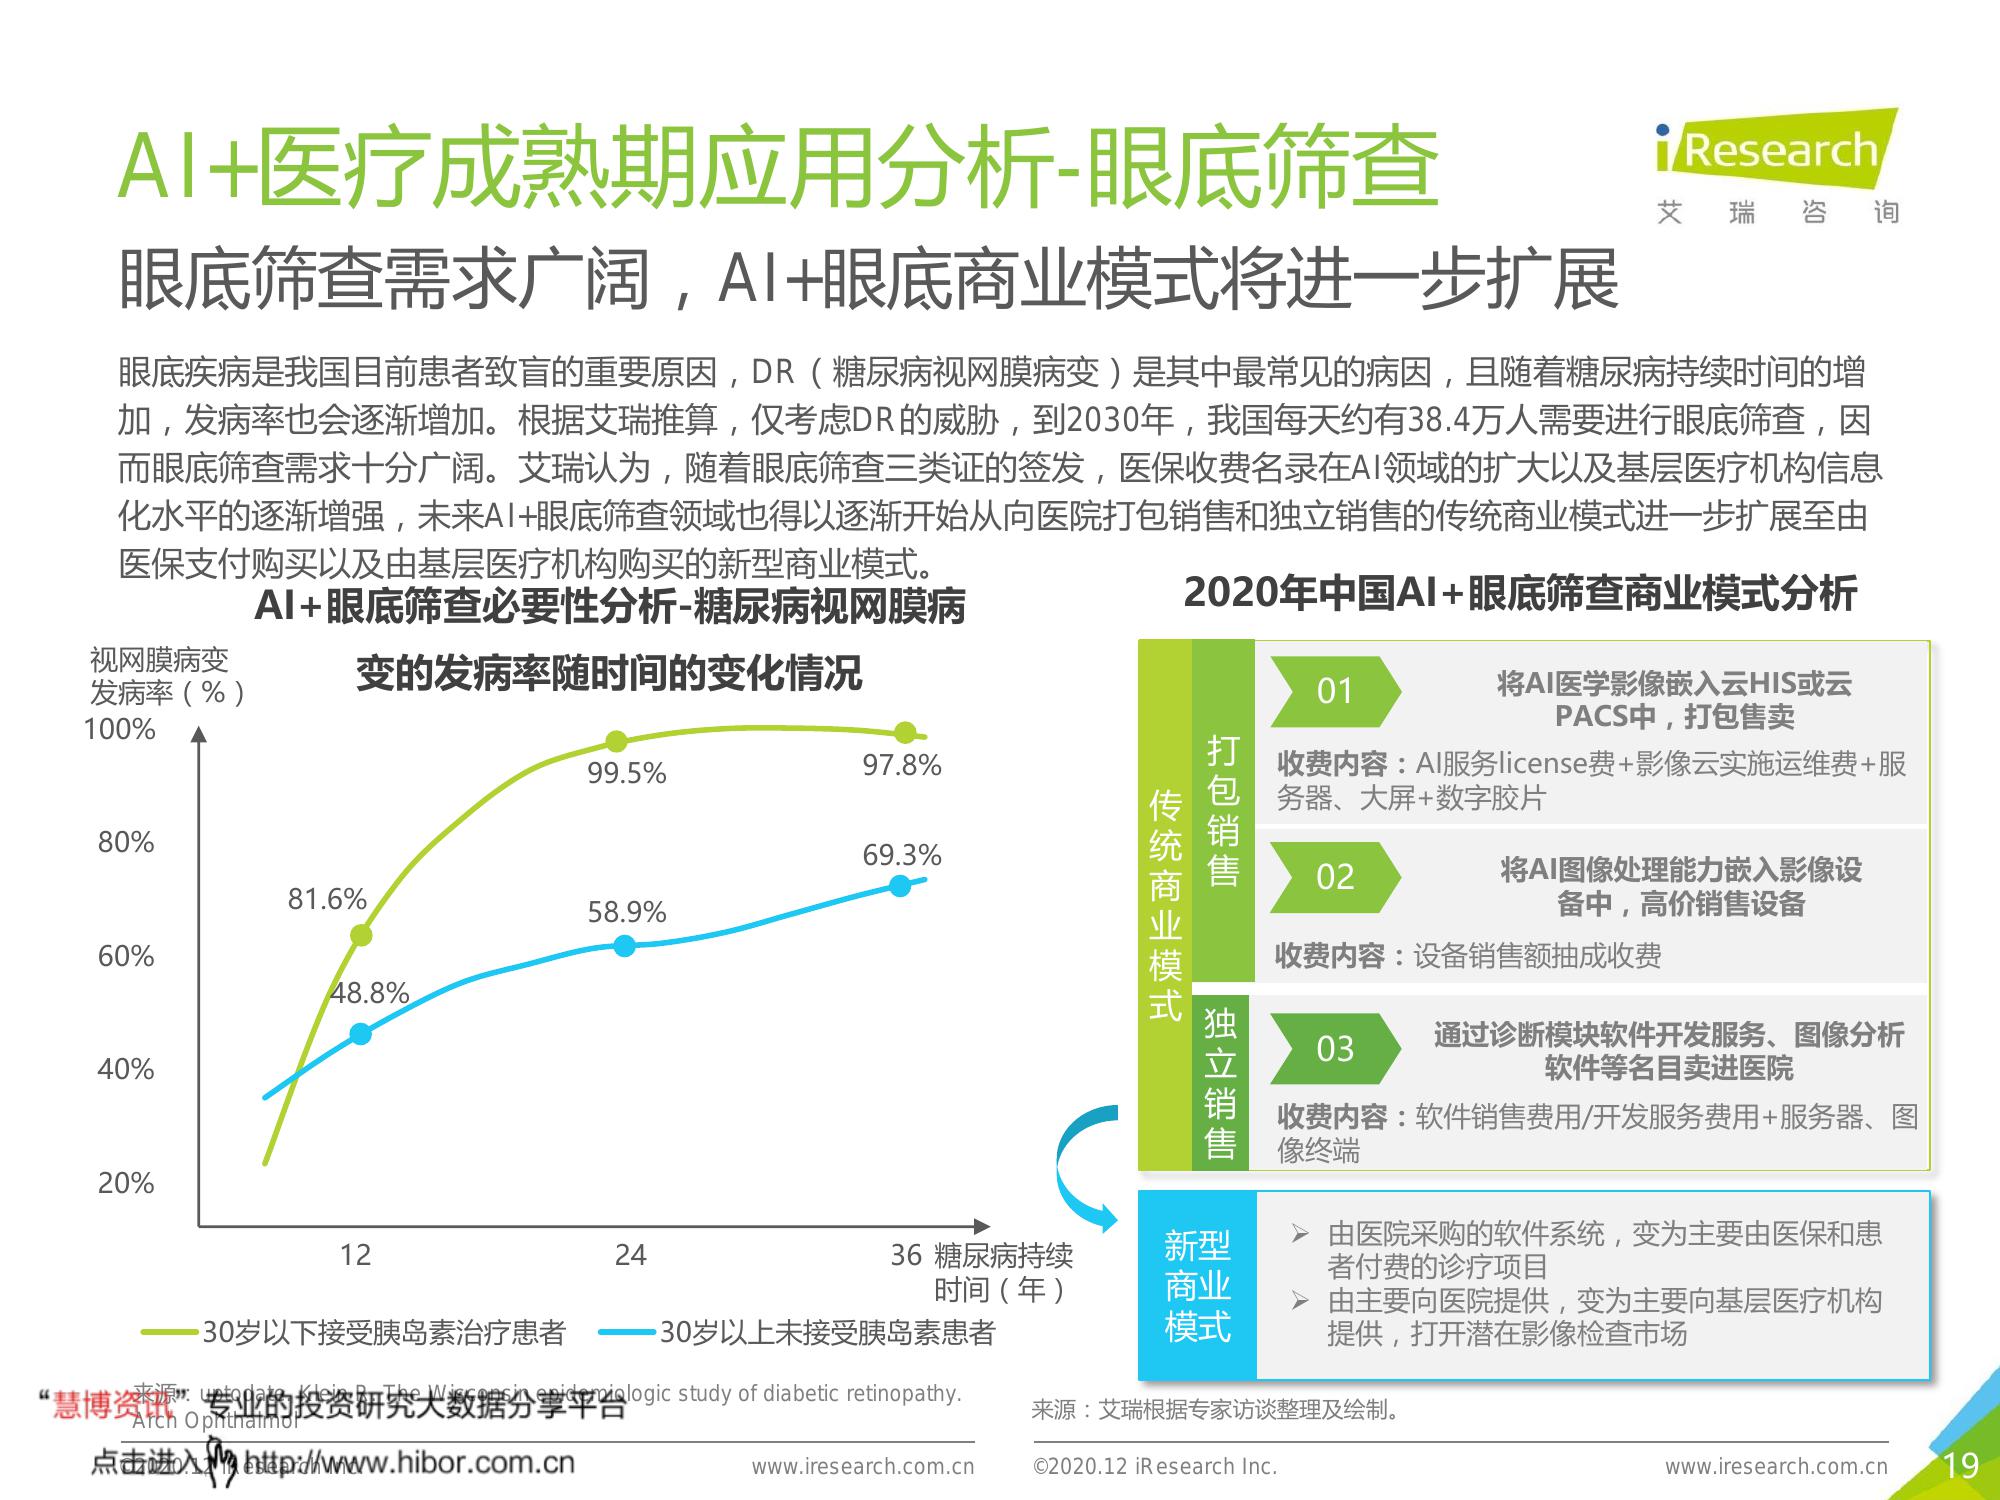 AI+医疗成熟期应用分析-眼底筛查
iResearch
艾瑞咨询
眼底筛查需求广阔，AI+眼底商业模式将进一步扩展
眼底疾病是我国目前患者致盲的重要原因，DR（糖尿病视网膜病变）是其中最常见的病因，且随着糖尿病持续时间的增
加，发病率也会逐渐增加。根据艾瑞推算，仅考虑DR的威胁，到2030年，我国每天约有38.4万人需要进行眼底筛查，因
而眼底筛查需求十分广阔。艾瑞认为，随着眼底筛查三类证的签发，医保收费名录在AI领域的扩大以及基层医疗机构信息
化水平的逐渐增强，未来AI+眼底筛查领域也得以逐渐开始从向医院打包销售和独立销售的传统商业模式进一步扩展至由
医保支付购买以及由基层医疗机构购买的新型商业模式。
AI+眼底筛查必要性分析-糖尿病视网膜病
变的发病率随时间的变化情况
视网膜病变
发病率（%）
100%
80%
60%
40%
20%
81.6%
99.5%
97.8%
48.8%
58.9%
69.3%
12
24
36
糖尿病持续
时间（年）
30岁以下接受胰岛素治疗患者
30岁以上未接受胰岛素患者
来源：uptodate, Klein R, The Wisconsin epidemiologic study of diabetic retinopathy.
Arch Ophthalmol
2020年中国AI+眼底筛查商业模式分析
传统商业模式
打包销售
01
将AI医学影像嵌入云HIS或云
PACS中，打包售卖
收费内容：AI服务license费+影像云实施运维费+服
务器、大屏+数字胶片
02
将AI图像处理能力嵌入影像设
备中，高价销售设备
收费内容：设备销售额抽成收费
独立销售
03
通过诊断模块软件开发服务、图像分析
软件等名目卖进医院
收费内容：软件销售费用/开发服务费用+服务器、图
像终端
新型
商业
模式
➢ 由医院采购的软件系统，变为主要由医保和患
者付费的诊疗项目
➢ 由主要向医院提供，变为主要向基层医疗机构
提供，打开潜在影像检查市场
来源：艾瑞根据专家访谈整理及绘制。
“慧博资讯” 专业的投资研究大数据分享平台
点击进入 http://www.hibor.com.cn
©2020.12 iResearch Inc.
www.iresearch.com.cn
©2020.12 iResearch Inc.
www.iresearch.com.cn
19